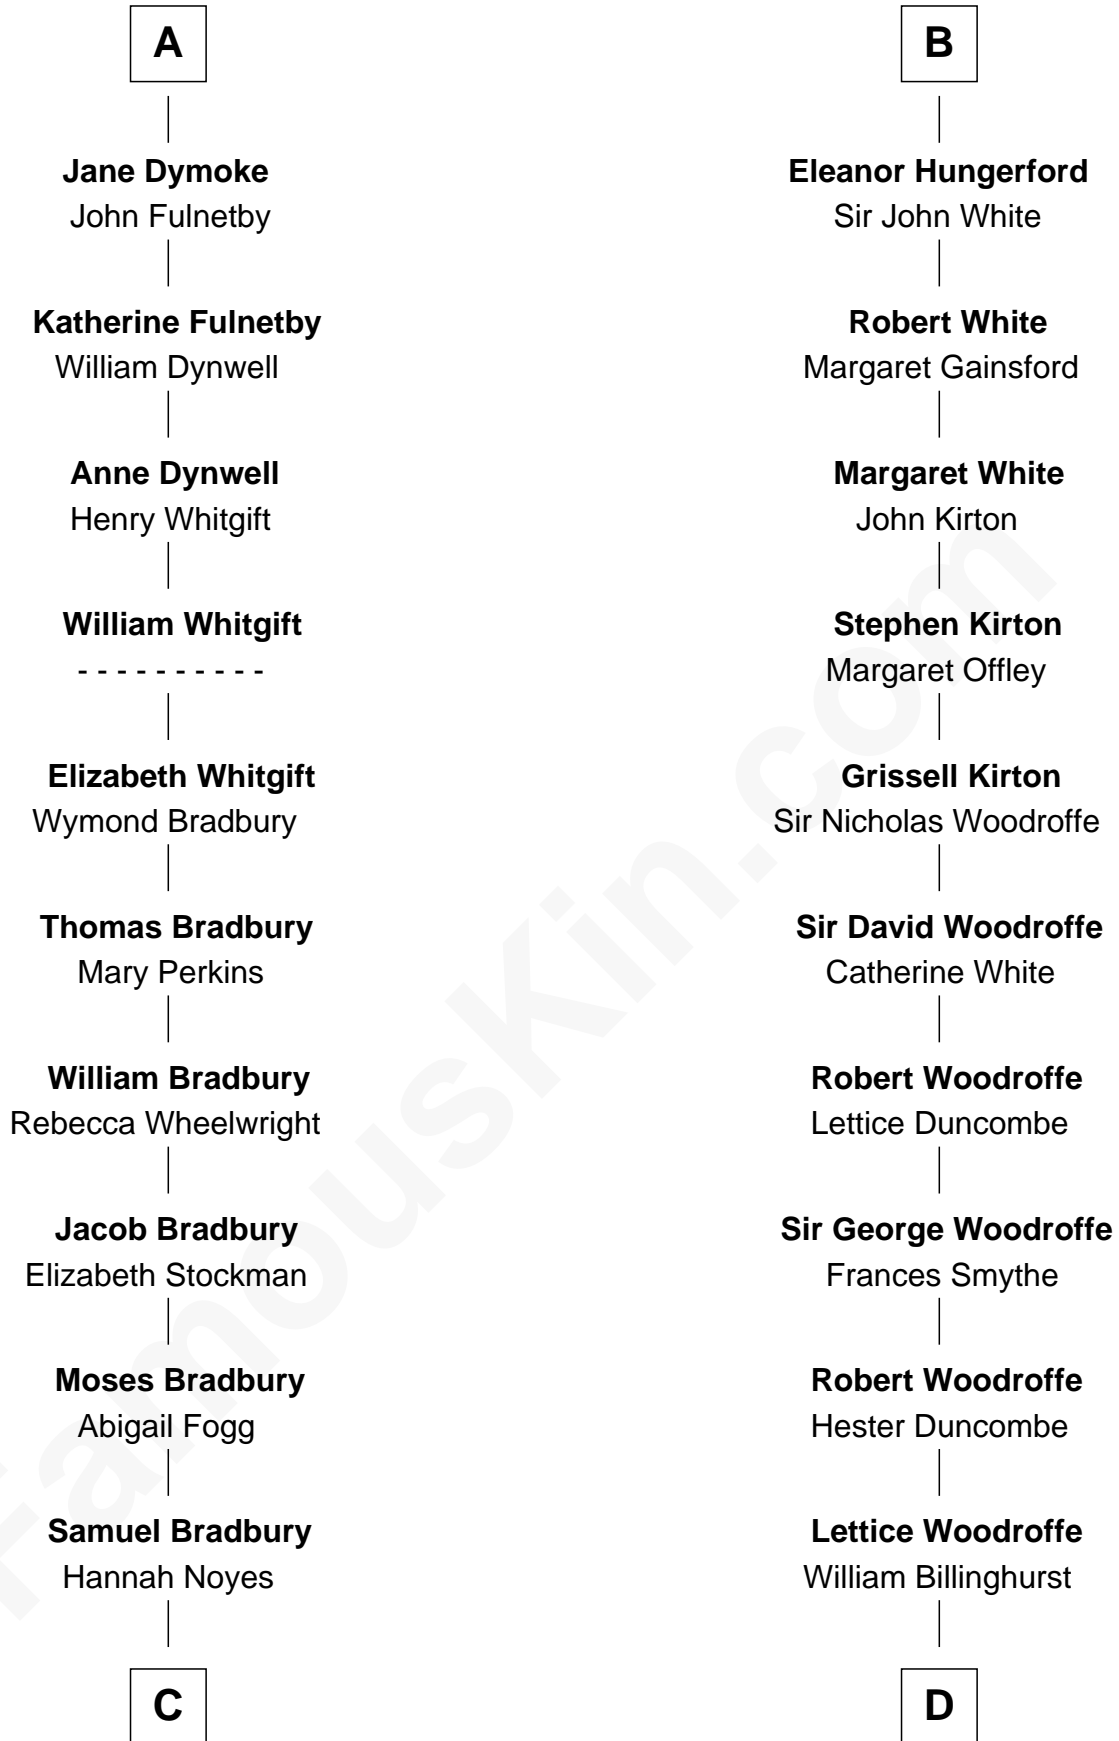 A
Jane Dymoke
John Fulnetby
Katherine Fulnetby
William Dynwell
Anne Dynwell
Henry Whitgift
William Whitgift
- - - - - - - - - -
Elizabeth Whitgift
Wymond Bradbury
Thomas Bradbury
Mary Perkins
William Bradbury
Rebecca Wheelwright
Jacob Bradbury
Elizabeth Stockman
Moses Bradbury
Abigail Fogg
Samuel Bradbury
Hannah Noyes
C
B
Eleanor Hungerford
Sir John White
Robert White
Margaret Gainsford
Margaret White
John Kirton
Stephen Kirton
Margaret Offley
Grissell Kirton
Sir Nicholas Woodroffe
Sir David Woodroffe
Catherine White
Robert Woodroffe
Lettice Duncombe
Sir George Woodroffe
Frances Smythe
Robert Woodroffe
Hester Duncombe
Lettice Woodroffe
William Billinghurst
D
FamousKin.com